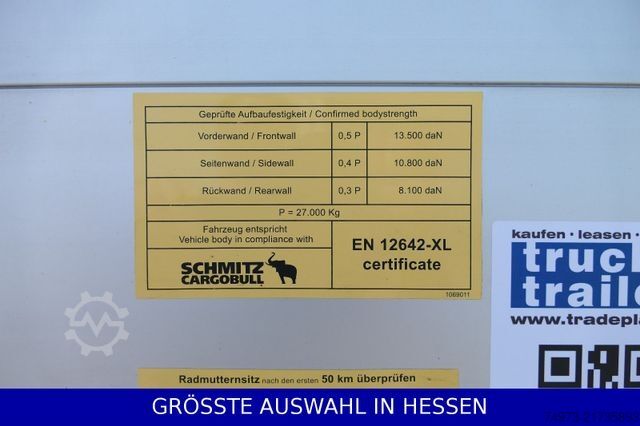 Geprüfte Aufbaufestigkeit / Confirmed bodystrength
Vorderwand / Frontwall 0,5 P 13.500 daN
Seitenwand / Sidewall 0,4 P 10.800 daN
Rückwand / Rearwall 0,3 P 8.100 daN
P = 27.000 Kg
Fahrzeug entspricht
Vehicle body in compliance with
SCHMITZ
CARGOBULL
EN 12642-XL
certificate
1069011
kaufen - leasen -
truck
traile
www.tradepla
Radmutternsitz nach den ersten 50 km überprüfen
GRÖSSTE AUSWAHL IN HESSEN